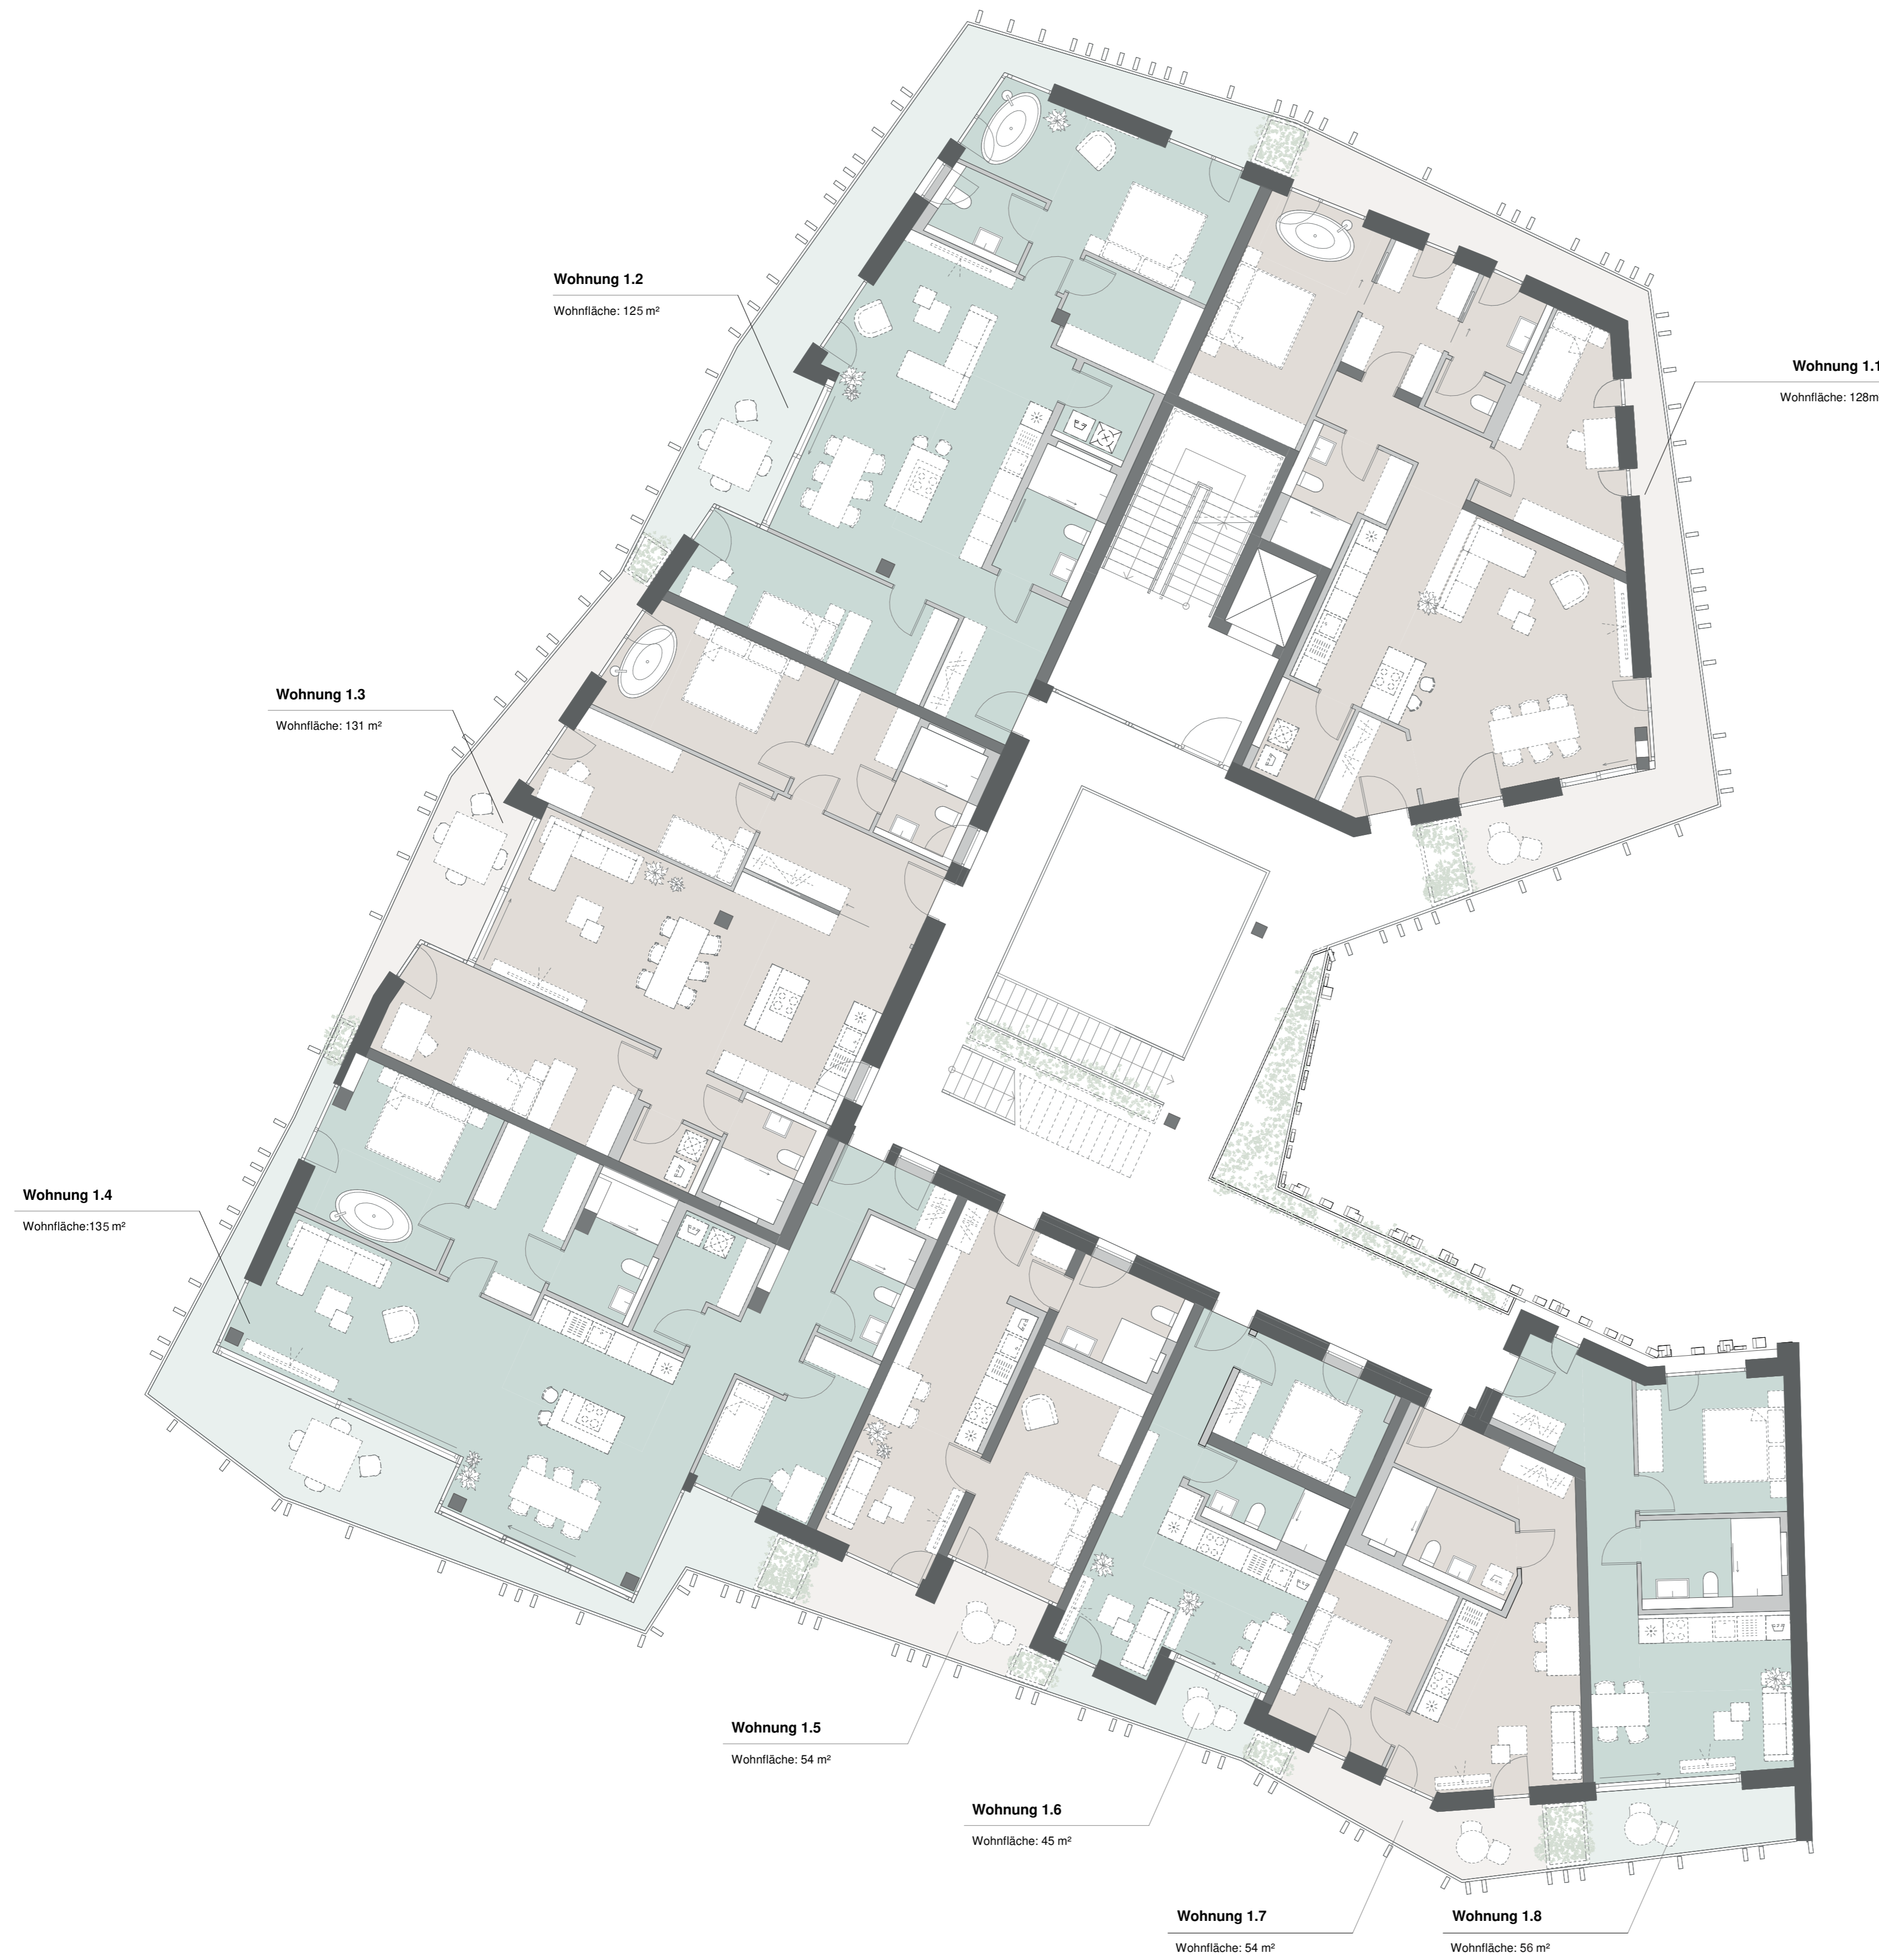 Wohnung 1.2
Wohnfläche: 125 m²
Wohnung 1.1
Wohnfläche: 128m
Wohnung 1.3
Wohnfläche: 131 m²
Wohnung 1.4
Wohnfläche:135 m²
Wohnung 1.5
Wohnfläche: 54 m²
Wohnung 1.6
Wohnfläche: 45 m²
Wohnung 1.7
Wohnfläche: 54 m²
Wohnung 1.8
Wohnfläche: 56 m²